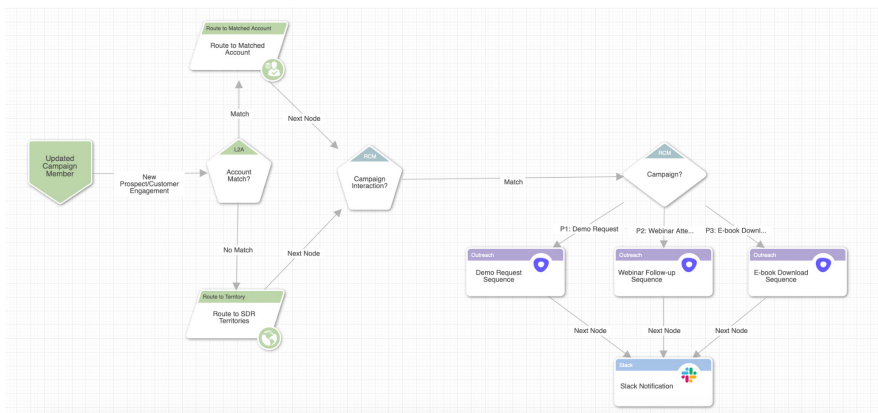 Route to Matched Account
Route to Matched
Account
Match
Next Node
Updated
Campaign
Member
New
Prospect/Customer
Engagement
L2A
Account
Match?
RCM
Campaign
Interaction?
Match
RCM
Campaign?
No Match
Next Node
P1: Demo Request
P2: Webinar Atte...
P3: E-book Downl...
Outreach
Demo Request
Sequence
Outreach
Webinar Follow-up
Sequence
Outreach
E-book Download
Sequence
Route to Territory
Route to SDR
Territories
Next Node
Next Node
Next Node
Slack
Slack Notification